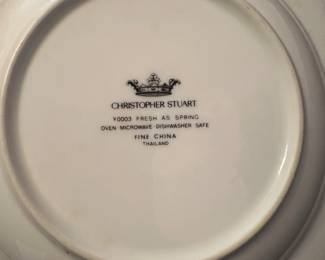 CHRISTOPHER STUART
Y0003 FRESH AS SPRING
OVEN·MICROWAVE·DISHWASHER SAFE
FINE CHINA
THAILAND